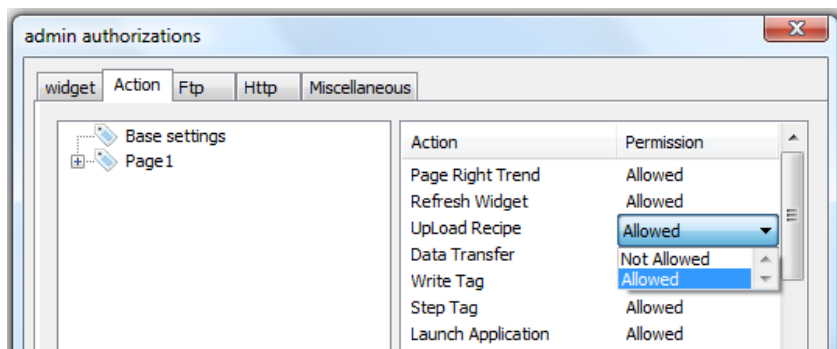 admin authorizations
widget Action Ftp Http Miscellaneous
Base settings
Page1
Action Permission
Page Right Trend Allowed
Refresh Widget Allowed
UpLoad Recipe Allowed
Data Transfer Not Allowed
Write Tag Allowed
Step Tag Allowed
Launch Application Allowed